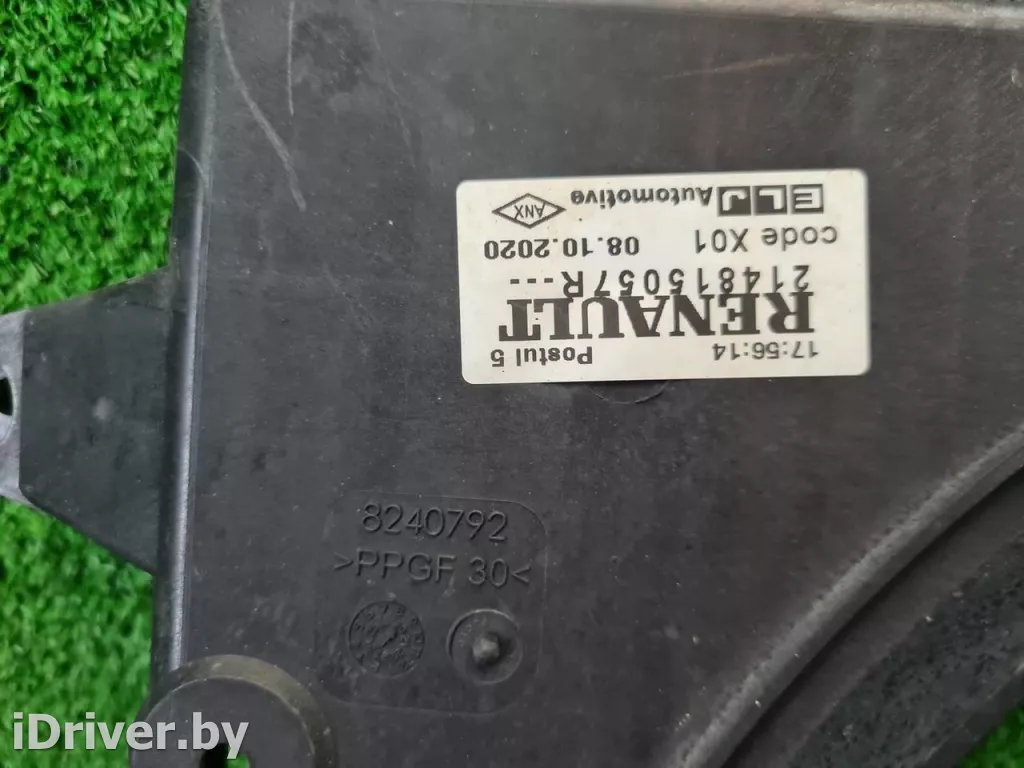 17:56:14 Postul 5
RENAULT
214815057R---
code X01 08.10.2020
ELJ Automotive ANX
8240792
>PPGF 30<
iDriver.by